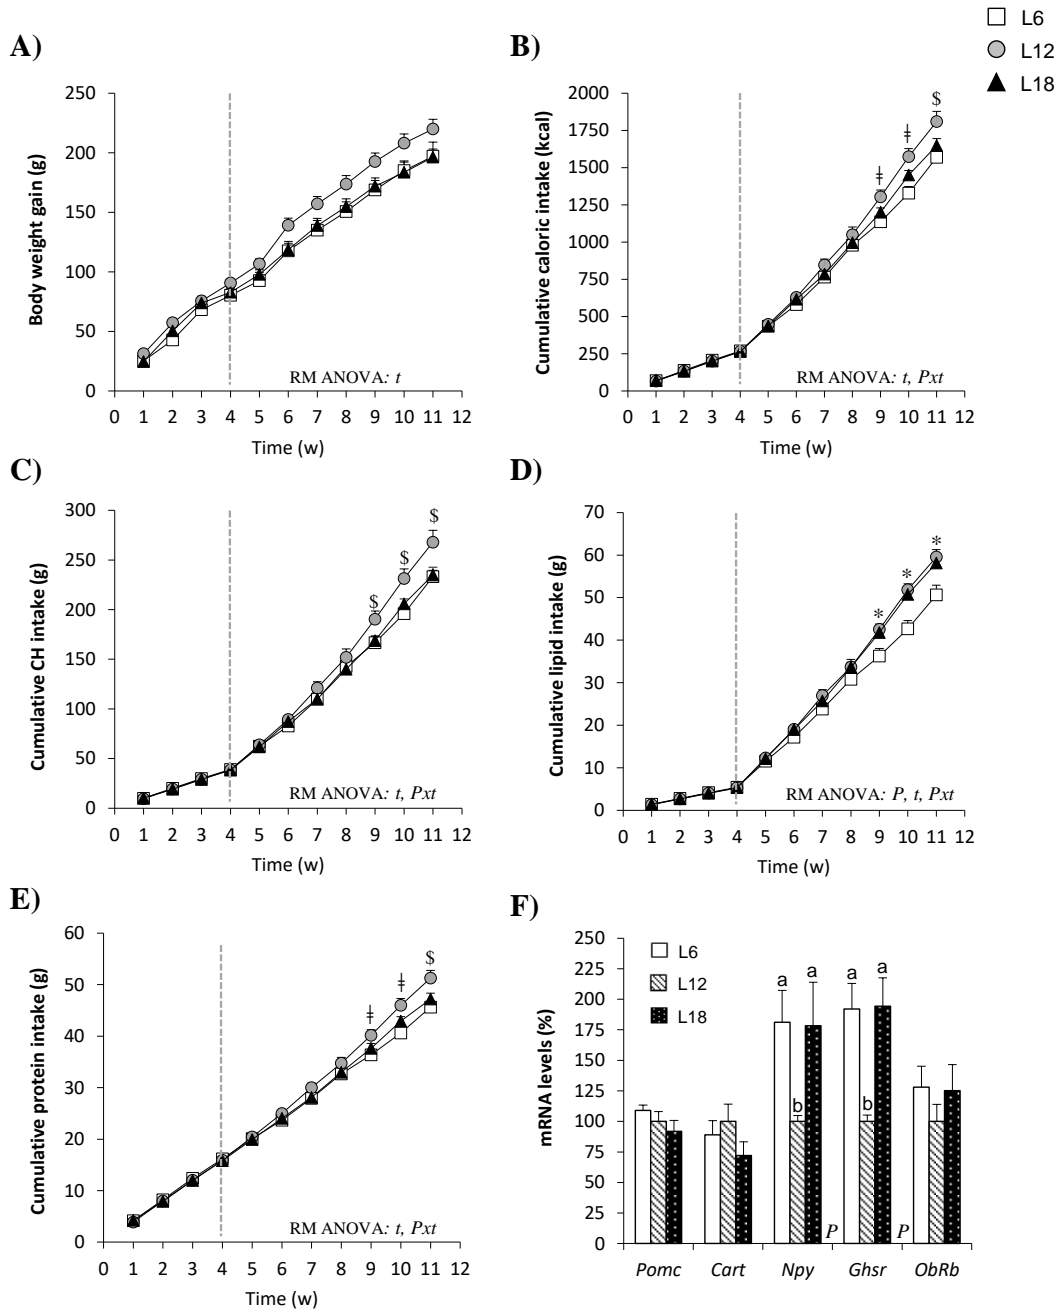 L6
L12
L18
A)
Body weight gain (g)
250
200
150
100
50
0
RM ANOVA: t
0 1 2 3 4 5 6 7 8 9 10 11 12
Time (w)
B)
Cumulative caloric intake (kcal)
2000
1750
1500
1250
1000
750
500
250
0
ǂ ǂ $
RM ANOVA: t, Pxt
0 1 2 3 4 5 6 7 8 9 10 11 12
Time (w)
C)
Cumulative CH intake (g)
300
250
200
150
100
50
0
$ $ $
RM ANOVA: t, Pxt
0 1 2 3 4 5 6 7 8 9 10 11 12
Time (w)
D)
Cumulative lipid intake (g)
70
60
50
40
30
20
10
0
* * *
RM ANOVA: P, t, Pxt
0 1 2 3 4 5 6 7 8 9 10 11 12
Time (w)
E)
Cumulative protein intake (g)
60
50
40
30
20
10
0
ǂ ǂ $
RM ANOVA: t, Pxt
0 1 2 3 4 5 6 7 8 9 10 11 12
Time (w)
F)
mRNA levels (%)
250
225
200
175
150
125
100
75
50
25
0
L6
L12
L18
a b a a b a
P P
Pomc Cart Npy Ghsr ObRb